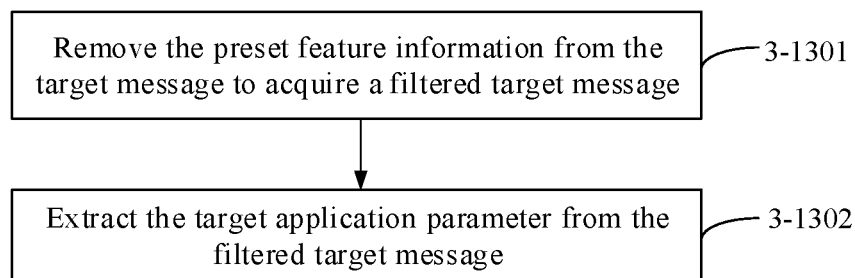 Remove the preset feature information from the
target message to acquire a filtered target message
3-1301
Extract the target application parameter from the
filtered target message
3-1302